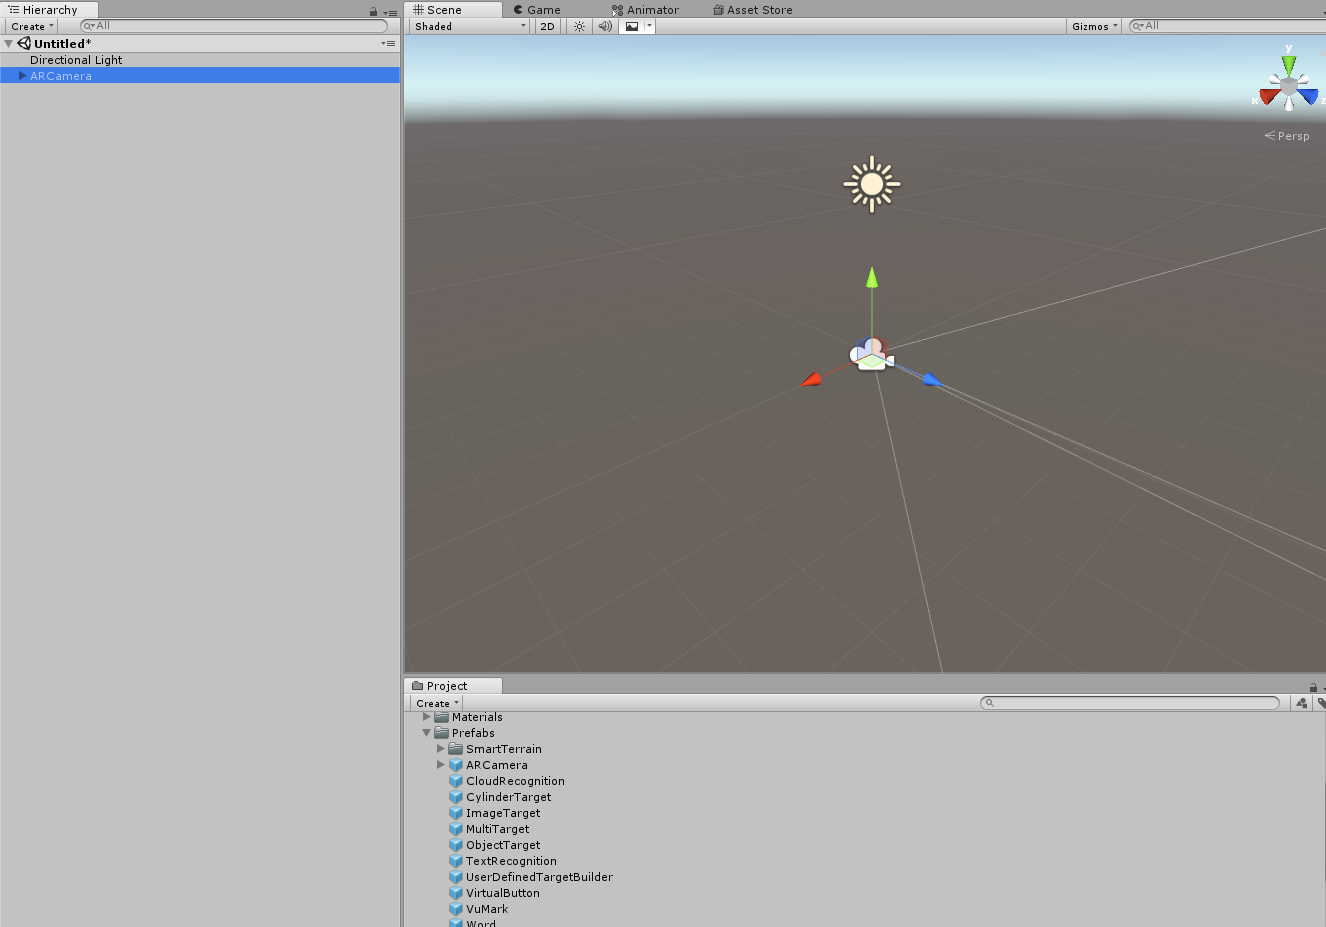 Hierarchy
Create All
Untitled*
Directional Light
ARCamera
Scene Game Animator Asset Store
Shaded 2D Gizmos All
y
x z
Persp
Project
Create
Materials
Prefabs
SmartTerrain
ARCamera
CloudRecognition
CylinderTarget
ImageTarget
MultiTarget
ObjectTarget
TextRecognition
UserDefinedTargetBuilder
VirtualButton
VuMark
Word